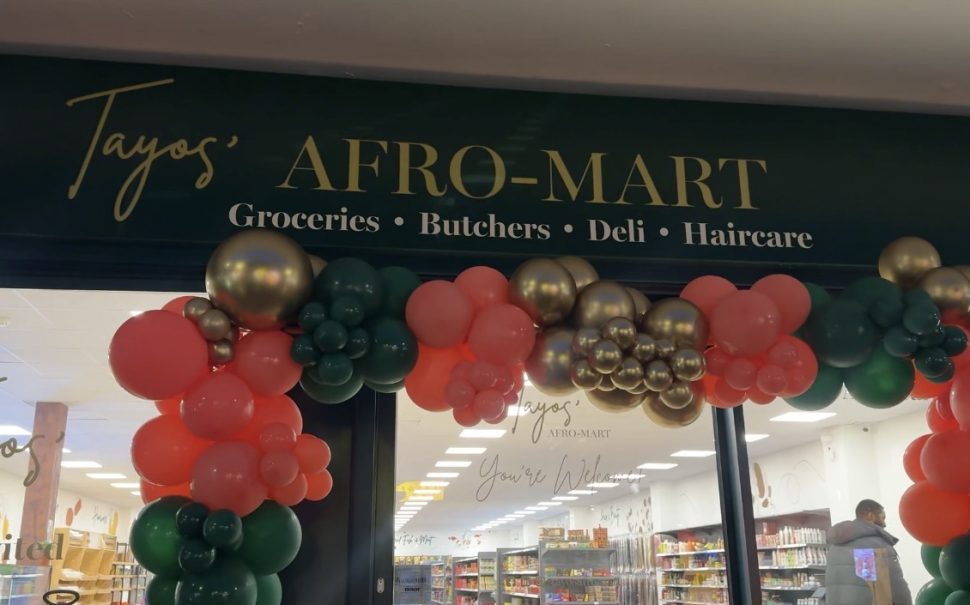 Tayos' AFRO-MART
Groceries • Butchers • Deli • Haircare
Tayos'
AFRO-MART
You're Welcome